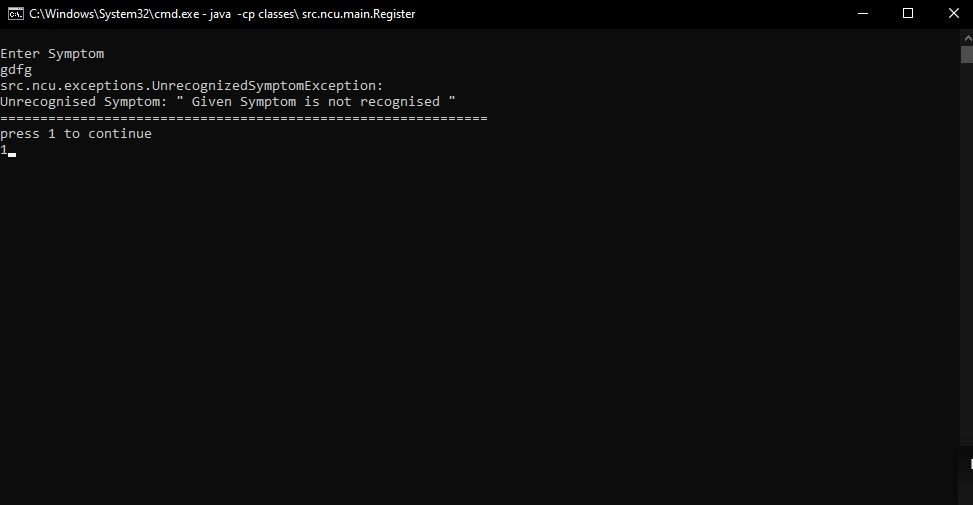 C:\Windows\System32\cmd.exe - java  -cp classes\ src.ncu.main.Register
Enter Symptom
gdfg
src.ncu.exceptions.UnrecognizedSymptomException:
Unrecognised Symptom: " Given Symptom is not recognised "
=============================================================
press 1 to continue
1